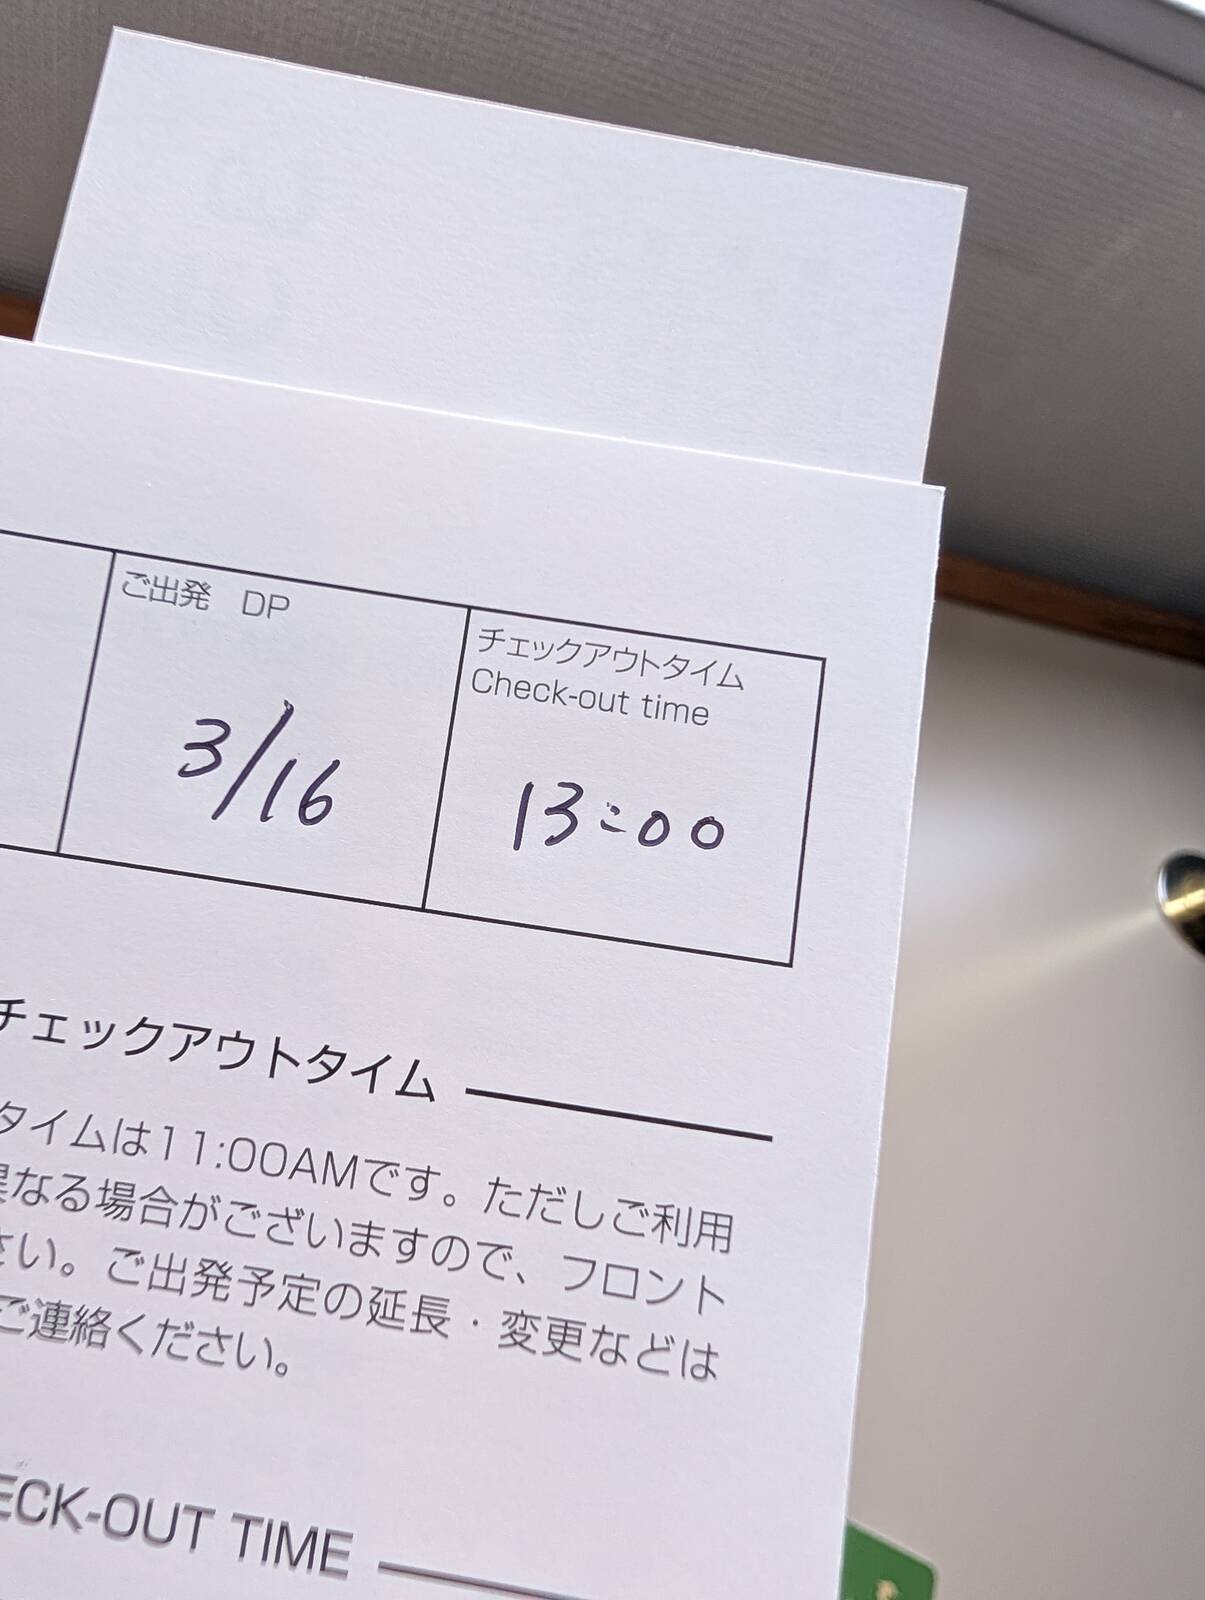 ご出発 DP
3/16
チェックアウトタイム
Check-out time
13:00
チェックアウトタイム
タイムは11:00AMです。ただしご利用
異なる場合がございますので、フロント
さい。ご出発予定の延長・変更などは
ご連絡ください。
ECK-OUT TIME